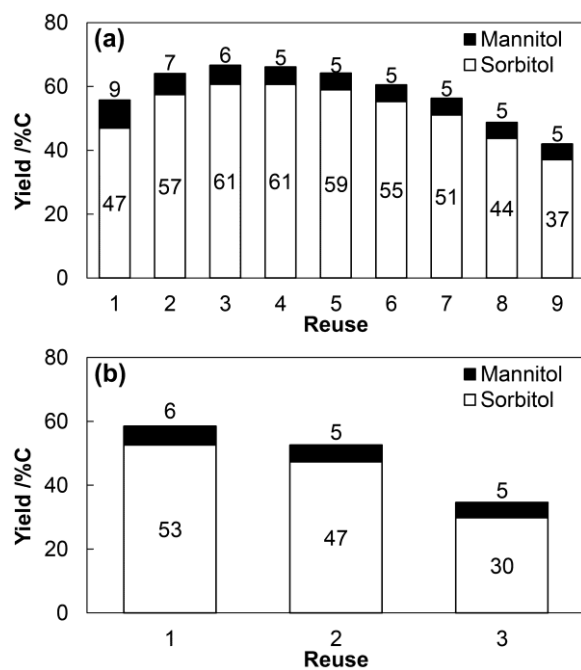 (a)
Mannitol
Sorbitol
Yield /%C
80
60
40
20
0
9 7 6 5 5 5 5 5 5
47 57 61 61 59 55 51 44 37
1 2 3 4 5 6 7 8 9
Reuse
(b)
Mannitol
Sorbitol
Yield /%C
80
60
40
20
0
6 5 5
53 47 30
1 2 3
Reuse